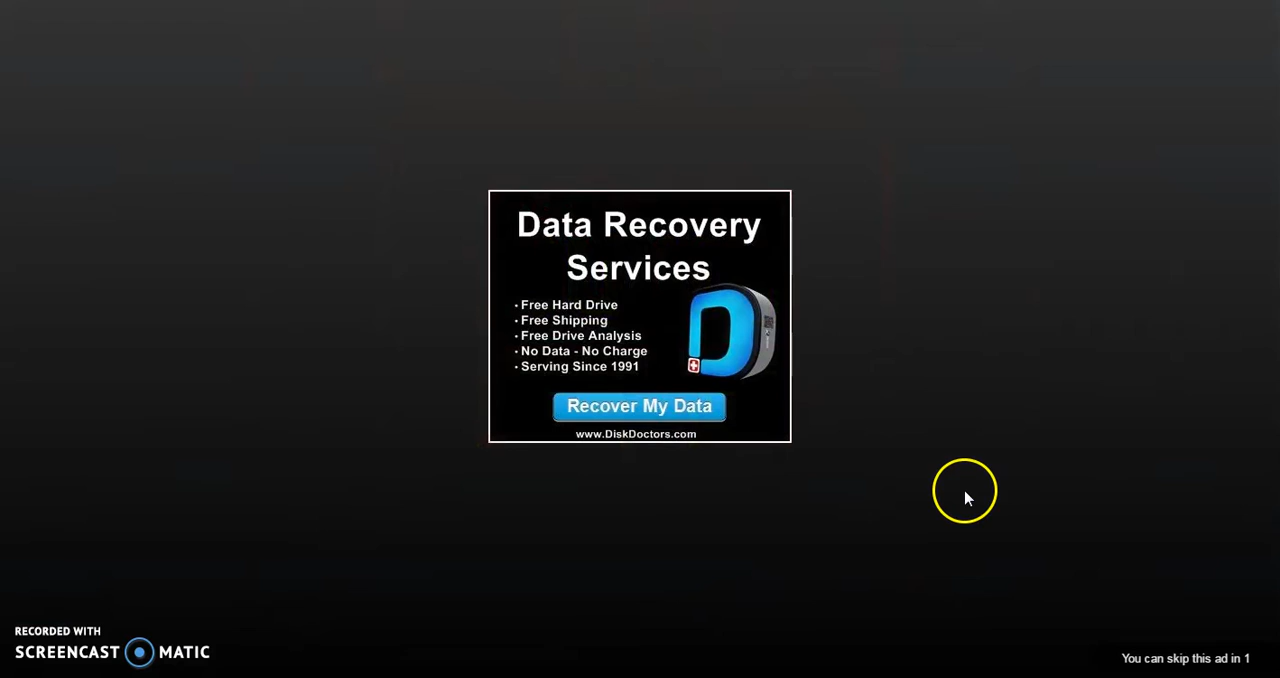 Data Recovery
Services
· Free Hard Drive
· Free Shipping
· Free Drive Analysis
· No Data - No Charge
· Serving Since 1991
D
Recover My Data
www.DiskDoctors.com
RECORDED WITH
SCREENCAST MATIC
You can skip this ad in 1